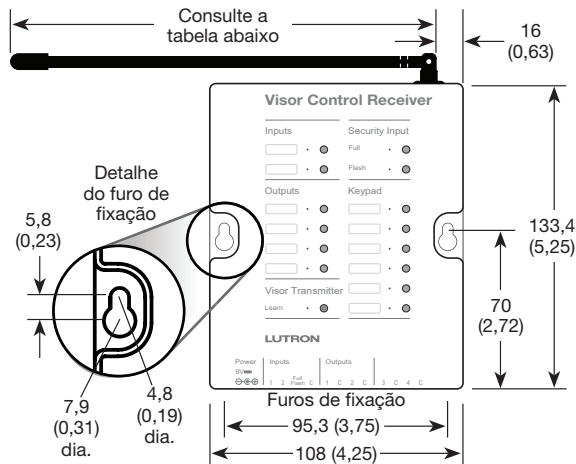 Consulte a
tabela abaixo
16
(0,63)
Visor Control Receiver
Inputs
Security Input
Full
Flash
Detalhe
do furo de
fixação
5,8
(0,23)
Outputs
Keypad
133,4
(5,25)
70
(2,72)
Visor Transmitter
Learn
LUTRON
Power
9V
Inputs
1 2 Full Flash C
Outputs
1 C 2 C 3 C 4 C
7,9
(0,31)
dia.
4,8
(0,19)
dia.
Furos de fixação
95,3 (3,75)
108 (4,25)